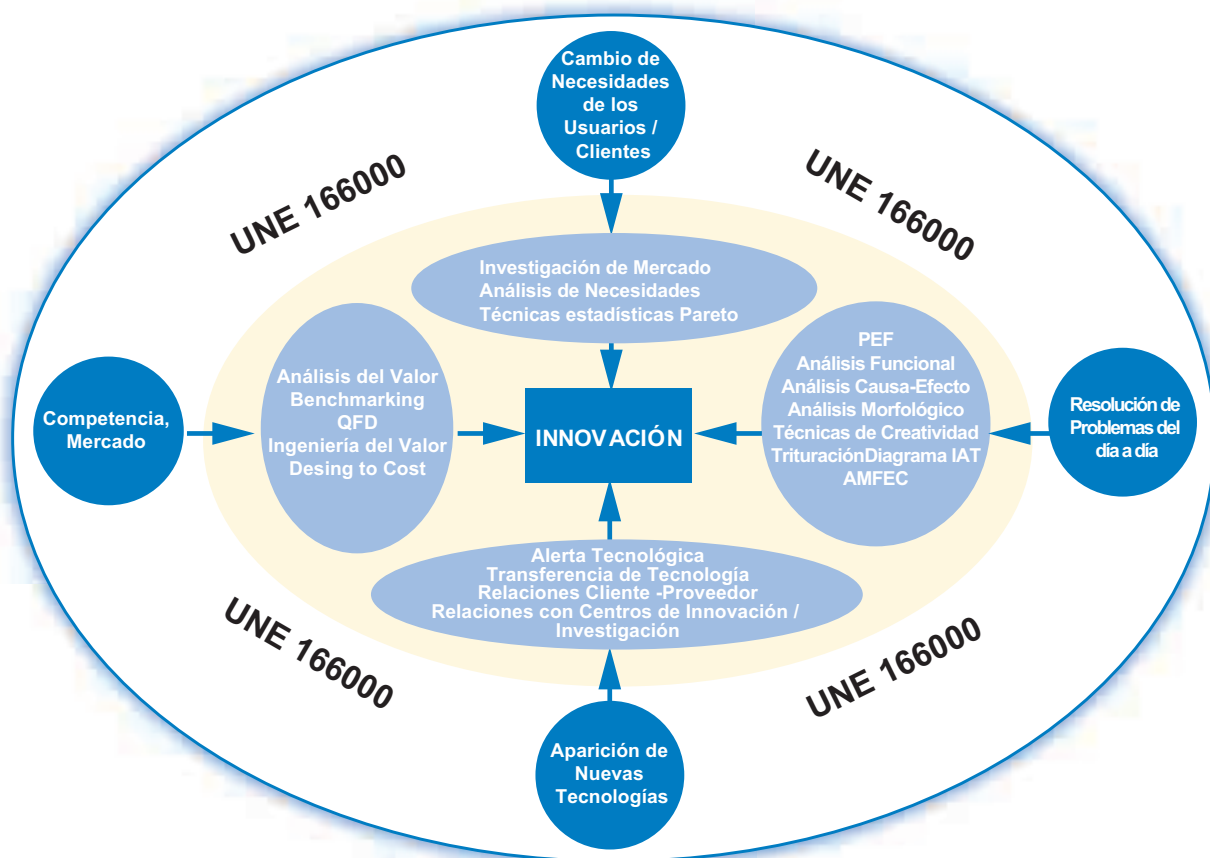 Cambio de
Necesidades
de los
Usuarios /
Clientes
UNE 166000
UNE 166000
Investigación de Mercado
Análisis de Necesidades
Técnicas estadísticas Pareto
Competencia,
Mercado
Análisis del Valor
Benchmarking
QFD
Ingeniería del Valor
Desing to Cost
INNOVACIÓN
PEF
Análisis Funcional
Análisis Causa-Efecto
Análisis Morfológico
Técnicas de Creatividad
TrituraciónDiagrama IAT
AMFEC
Resolución de
Problemas del
día a día
Alerta Tecnológica
Transferencia de Tecnología
Relaciones Cliente -Proveedor
Relaciones con Centros de Innovación /
Investigación
UNE 166000
UNE 166000
Aparición de
Nuevas
Tecnologías